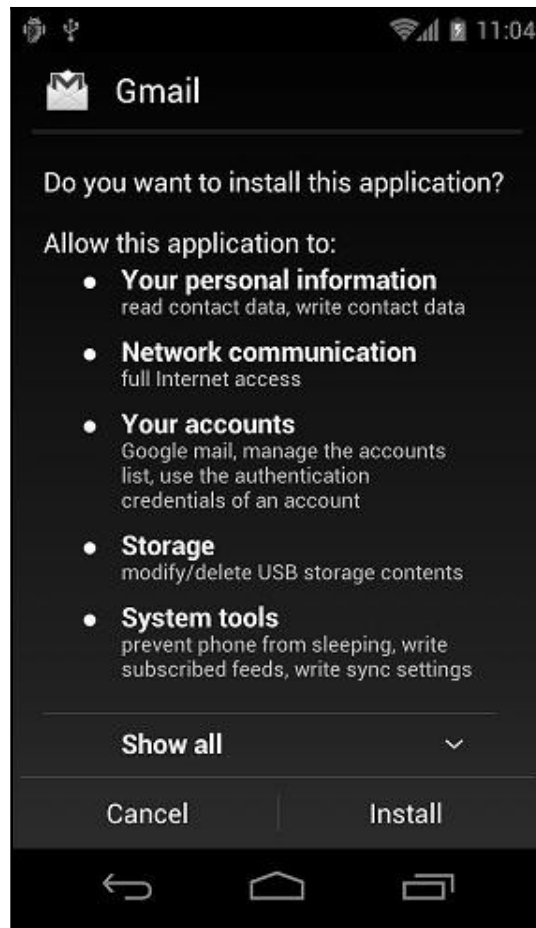 11:04
Gmail
Do you want to install this application?
Allow this application to:
● Your personal information
read contact data, write contact data
● Network communication
full Internet access
● Your accounts
Google mail, manage the accounts
list, use the authentication
credentials of an account
● Storage
modify/delete USB storage contents
● System tools
prevent phone from sleeping, write
subscribed feeds, write sync settings
Show all
Cancel Install